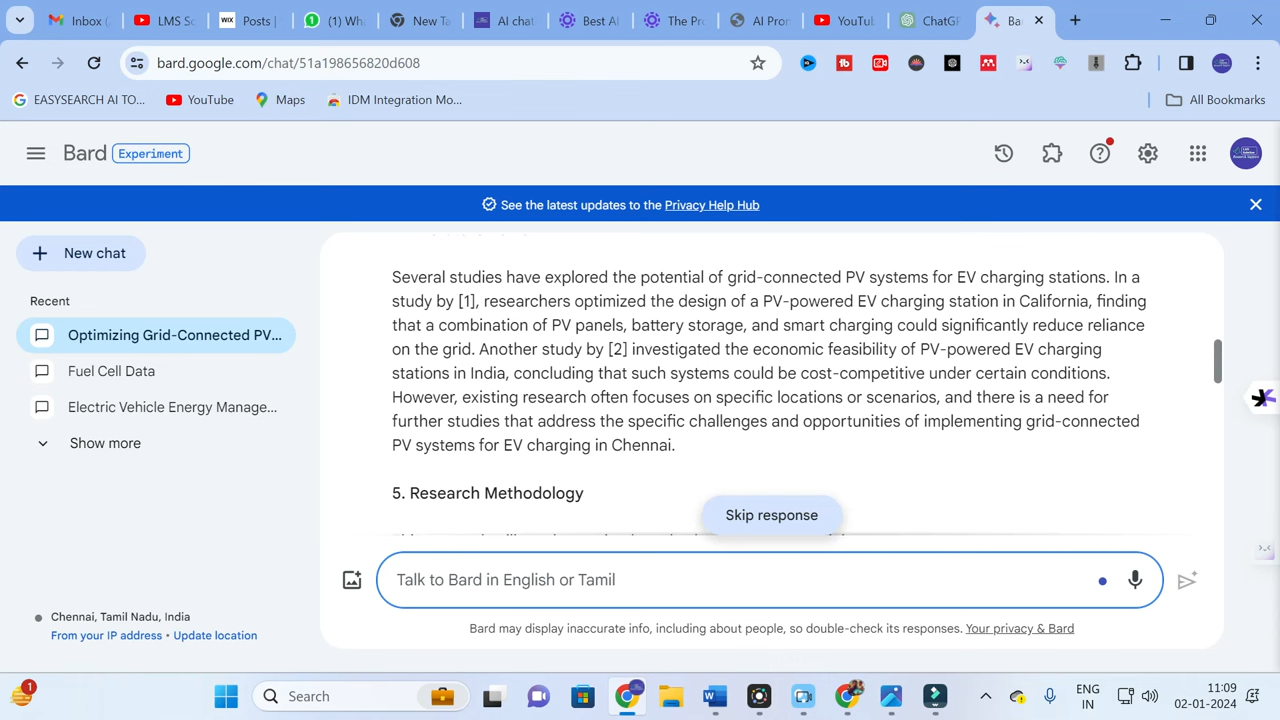 Inbox (
LMS So
Posts |
(1) Wha
New Ta
AI chat
Best AI
The Pro
AI Prom
YouTub
ChatGP
Ba
bard.google.com/chat/51a198656820d608
EASYSEARCH AI TO...
YouTube
Maps
IDM Integration Mo...
All Bookmarks
Bard Experiment
See the latest updates to the Privacy Help Hub
New chat
Recent
Optimizing Grid-Connected PV...
Fuel Cell Data
Electric Vehicle Energy Manage...
Show more
Several studies have explored the potential of grid-connected PV systems for EV charging stations. In a
study by [1], researchers optimized the design of a PV-powered EV charging station in California, finding
that a combination of PV panels, battery storage, and smart charging could significantly reduce reliance
on the grid. Another study by [2] investigated the economic feasibility of PV-powered EV charging
stations in India, concluding that such systems could be cost-competitive under certain conditions.
However, existing research often focuses on specific locations or scenarios, and there is a need for
further studies that address the specific challenges and opportunities of implementing grid-connected
PV systems for EV charging in Chennai.
5. Research Methodology
Skip response
Talk to Bard in English or Tamil
Chennai, Tamil Nadu, India
From your IP address • Update location
Bard may display inaccurate info, including about people, so double-check its responses. Your privacy & Bard
1
Search
ENG
IN
11:09
02-01-2024